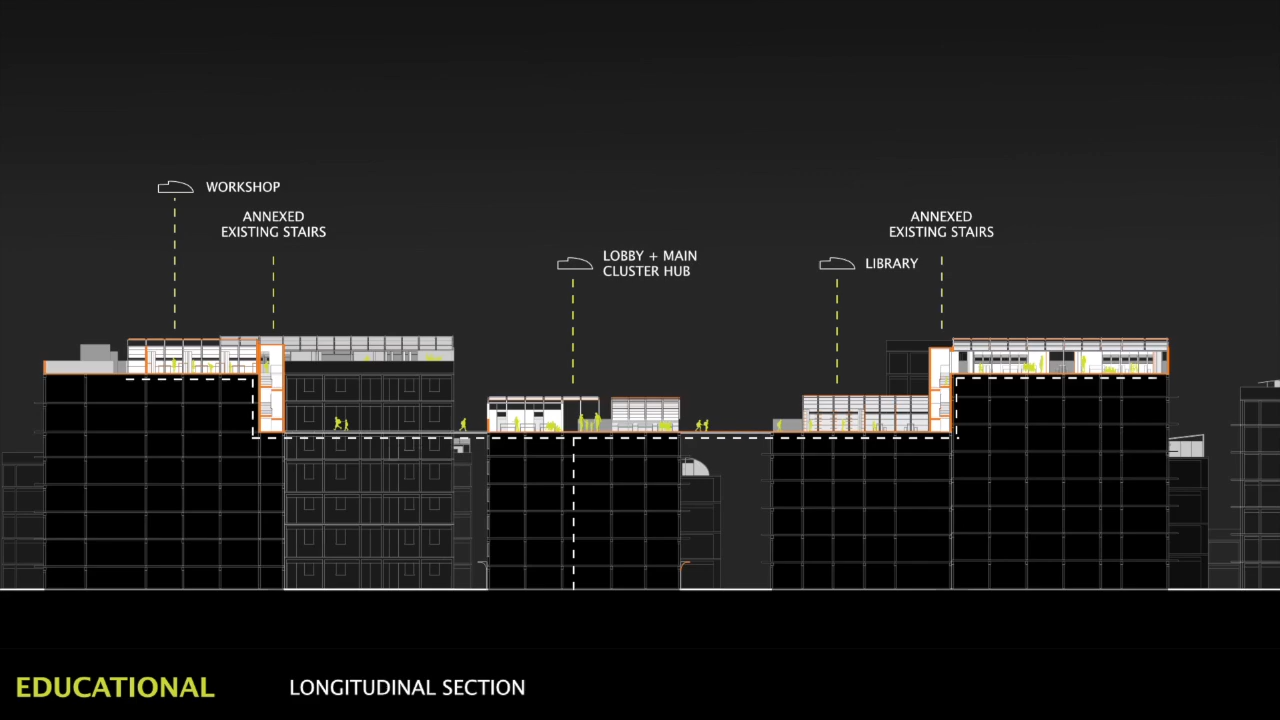 WORKSHOP
ANNEXED
EXISTING STAIRS
LOBBY + MAIN
CLUSTER HUB
ANNEXED
EXISTING STAIRS
LIBRARY
EDUCATIONAL
LONGITUDINAL SECTION